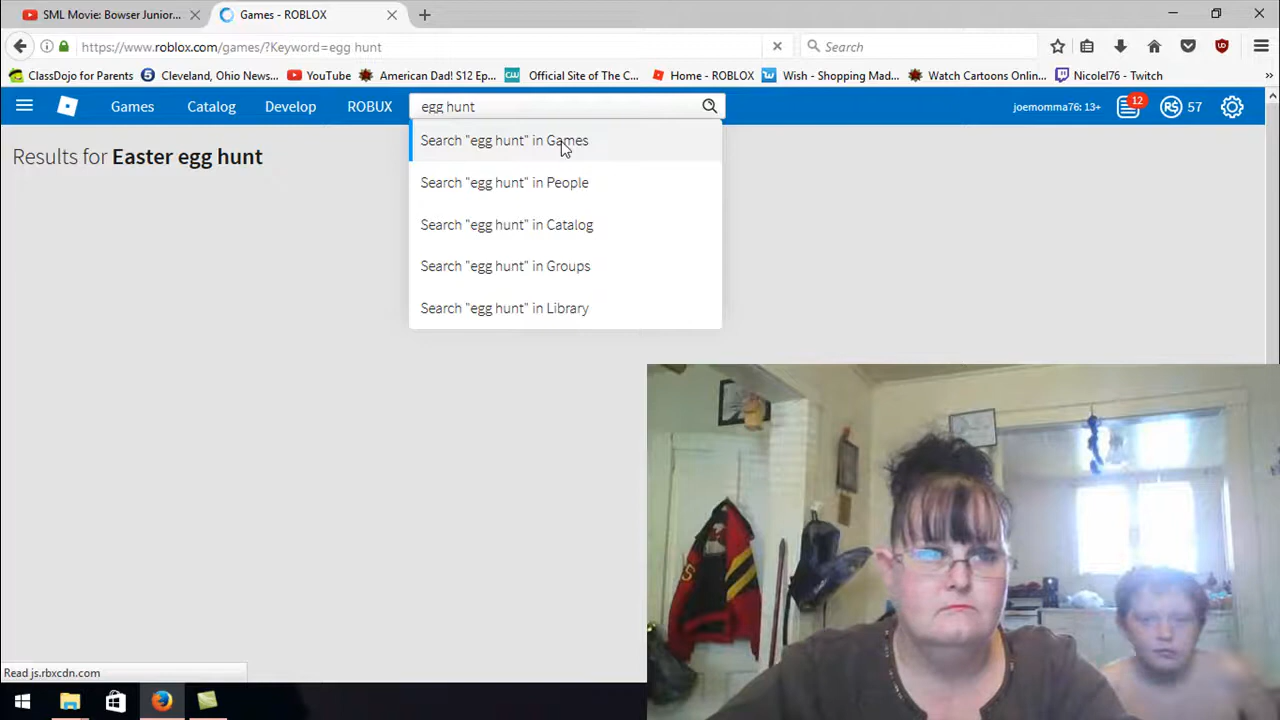 SML Movie: Bowser Junior...
Games - ROBLOX
https://www.roblox.com/games/?Keyword=egg hunt
Search
ClassDojo for Parents
Cleveland, Ohio News...
YouTube
American Dad! S12 Ep...
Official Site of The C...
Home - ROBLOX
Wish - Shopping Mad...
Watch Cartoons Onlin...
Nicolel76 - Twitch
Games
Catalog
Develop
ROBUX
egg hunt
joemomma76: 13+
12
R$ 57
Results for Easter egg hunt
Search "egg hunt" in Games
Search "egg hunt" in People
Search "egg hunt" in Catalog
Search "egg hunt" in Groups
Search "egg hunt" in Library
Read js.rbxcdn.com